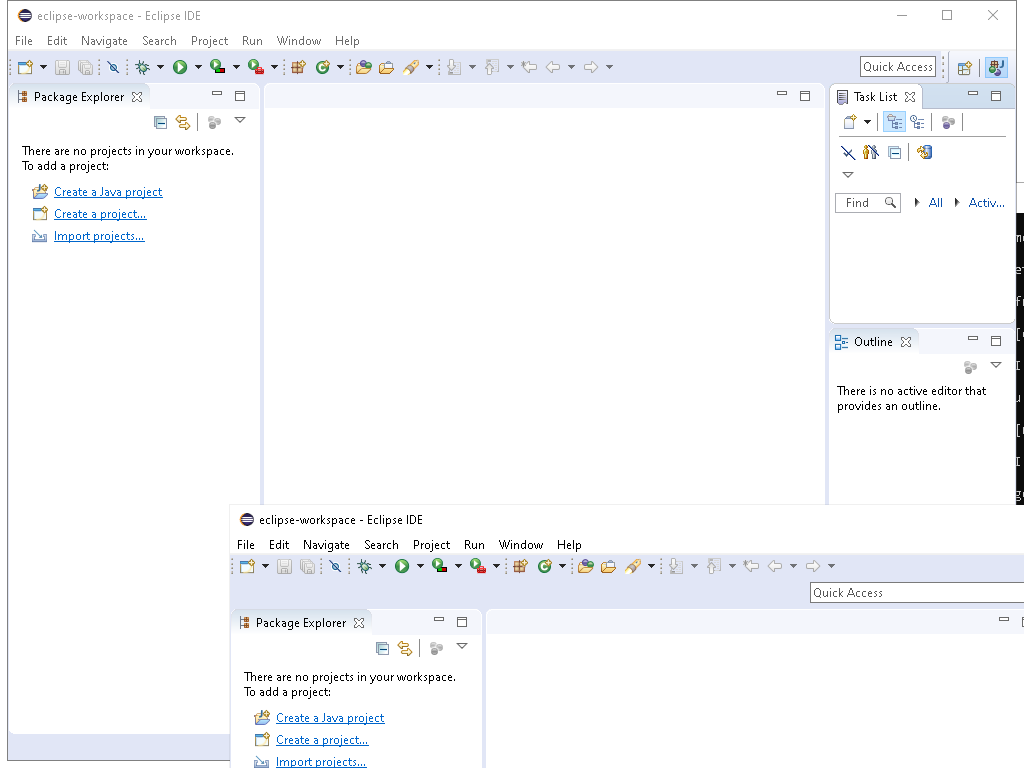 eclipse-workspace - Eclipse IDE
File Edit Navigate Search Project Run Window Help
Quick Access
Package Explorer
There are no projects in your workspace.
To add a project:
Create a Java project
Create a project...
Import projects...
Task List
Find All Activ...
Outline
There is no active editor that
provides an outline.
eclipse-workspace - Eclipse IDE
File Edit Navigate Search Project Run Window Help
Quick Access
Package Explorer
There are no projects in your workspace.
To add a project:
Create a Java project
Create a project...
Import projects...